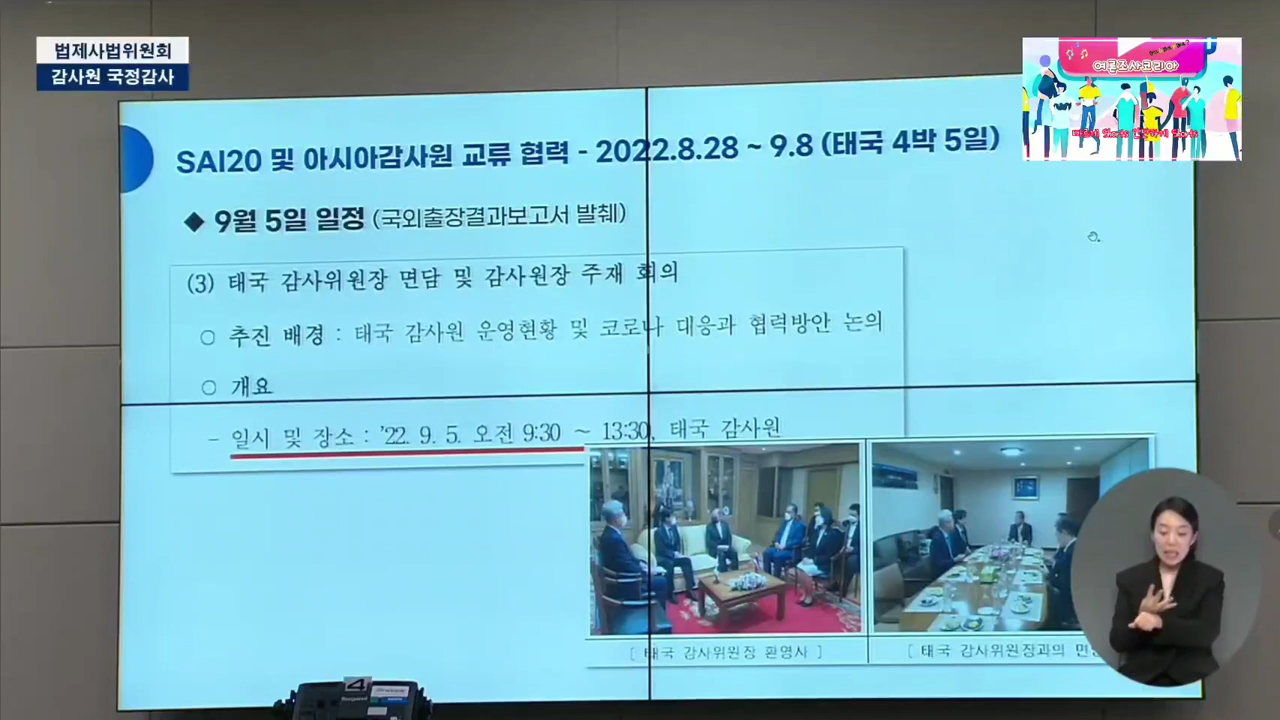 법제사법위원회
감사원 국정감사
여론조사코리아
SAI20 및 아시아감사원 교류 협력 - 2022.8.28 ~ 9.8 (태국 4박 5일)
◆ 9월 5일 일정 (국외출장결과보고서 발췌)
(3) 태국 감사위원장 면담 및 감사원장 주재 회의
○ 추진 배경 : 태국 감사원 운영현황 및 코로나 대응과 협력방안 논의
○ 개요
- 일시 및 장소 : '22. 9. 5. 오전 9:30 ~ 13:30, 태국 감사원
[ 태국 감사위원장 환영사 ]
[ 태국 감사위원장과의 면
4